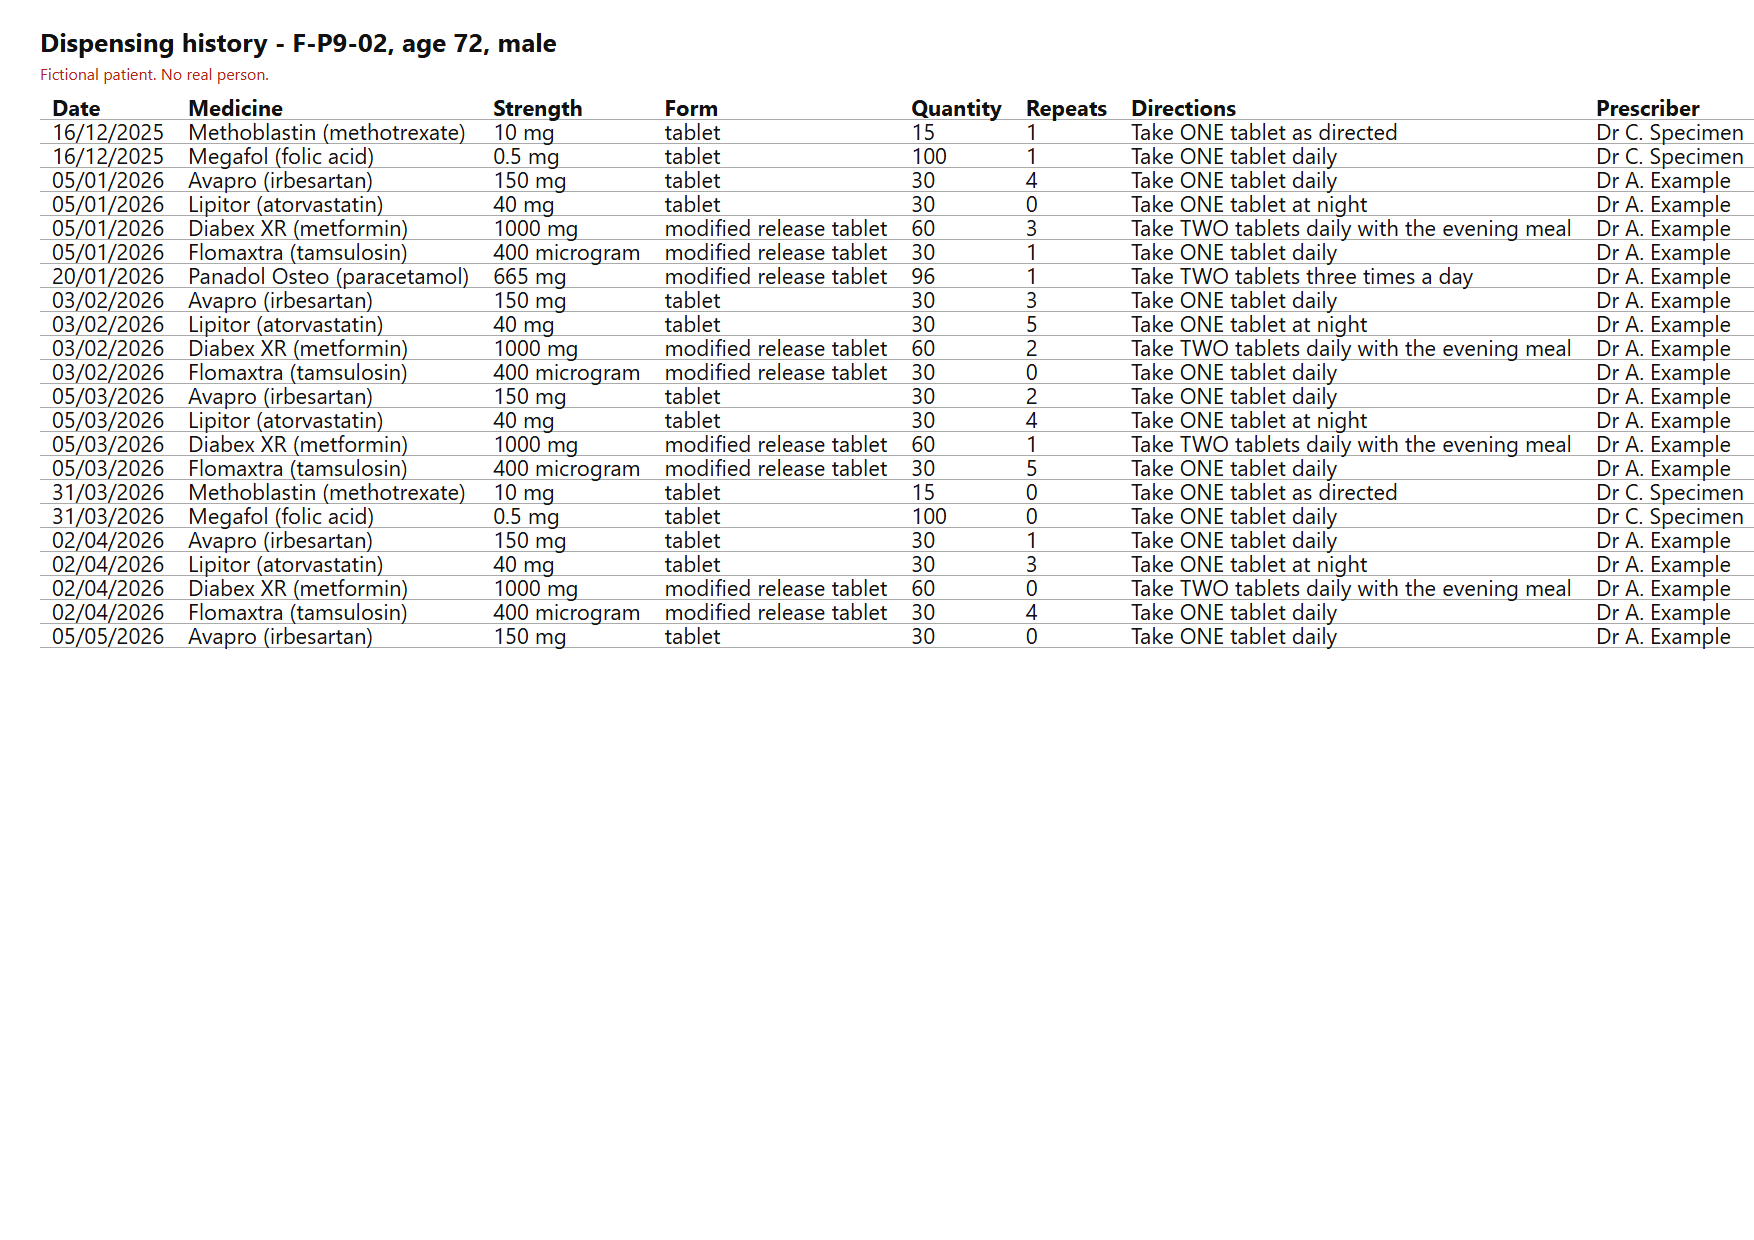 Dispensing history - F-P9-02, age 72, male
Fictional patient. No real person.
Date Medicine Strength Form Quantity Repeats Directions Prescriber
16/12/2025 Methoblastin (methotrexate) 10 mg tablet 15 1 Take ONE tablet as directed Dr C. Specimen
16/12/2025 Megafol (folic acid) 0.5 mg tablet 100 1 Take ONE tablet daily Dr C. Specimen
05/01/2026 Avapro (irbesartan) 150 mg tablet 30 4 Take ONE tablet daily Dr A. Example
05/01/2026 Lipitor (atorvastatin) 40 mg tablet 30 0 Take ONE tablet at night Dr A. Example
05/01/2026 Diabex XR (metformin) 1000 mg modified release tablet 60 3 Take TWO tablets daily with the evening meal Dr A. Example
05/01/2026 Flomaxtra (tamsulosin) 400 microgram modified release tablet 30 1 Take ONE tablet daily Dr A. Example
20/01/2026 Panadol Osteo (paracetamol) 665 mg modified release tablet 96 1 Take TWO tablets three times a day Dr A. Example
03/02/2026 Avapro (irbesartan) 150 mg tablet 30 3 Take ONE tablet daily Dr A. Example
03/02/2026 Lipitor (atorvastatin) 40 mg tablet 30 5 Take ONE tablet at night Dr A. Example
03/02/2026 Diabex XR (metformin) 1000 mg modified release tablet 60 2 Take TWO tablets daily with the evening meal Dr A. Example
03/02/2026 Flomaxtra (tamsulosin) 400 microgram modified release tablet 30 0 Take ONE tablet daily Dr A. Example
05/03/2026 Avapro (irbesartan) 150 mg tablet 30 2 Take ONE tablet daily Dr A. Example
05/03/2026 Lipitor (atorvastatin) 40 mg tablet 30 4 Take ONE tablet at night Dr A. Example
05/03/2026 Diabex XR (metformin) 1000 mg modified release tablet 60 1 Take TWO tablets daily with the evening meal Dr A. Example
05/03/2026 Flomaxtra (tamsulosin) 400 microgram modified release tablet 30 5 Take ONE tablet daily Dr A. Example
31/03/2026 Methoblastin (methotrexate) 10 mg tablet 15 0 Take ONE tablet as directed Dr C. Specimen
31/03/2026 Megafol (folic acid) 0.5 mg tablet 100 0 Take ONE tablet daily Dr C. Specimen
02/04/2026 Avapro (irbesartan) 150 mg tablet 30 1 Take ONE tablet daily Dr A. Example
02/04/2026 Lipitor (atorvastatin) 40 mg tablet 30 3 Take ONE tablet at night Dr A. Example
02/04/2026 Diabex XR (metformin) 1000 mg modified release tablet 60 0 Take TWO tablets daily with the evening meal Dr A. Example
02/04/2026 Flomaxtra (tamsulosin) 400 microgram modified release tablet 30 4 Take ONE tablet daily Dr A. Example
05/05/2026 Avapro (irbesartan) 150 mg tablet 30 0 Take ONE tablet daily Dr A. Example